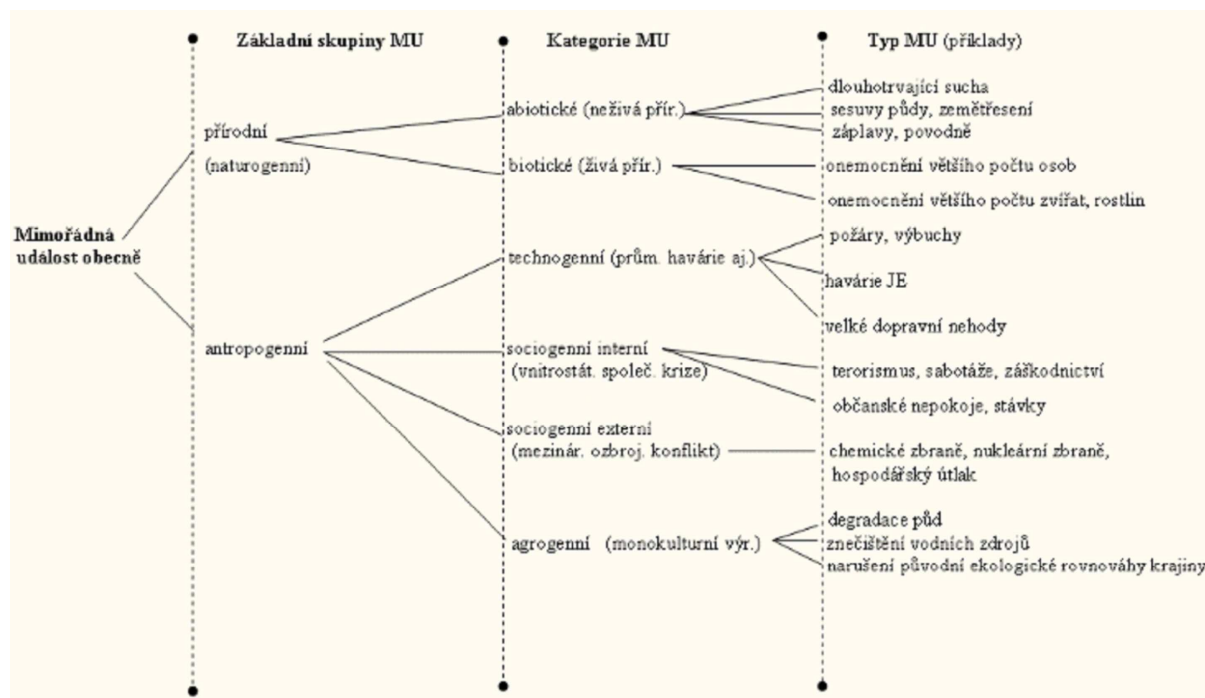 Základní skupiny MU
Kategorie MU
Typ MU (příklady)
Mimořádná
událost obecně
přírodní
(naturogenní)
antropogenní
abiotické (neživá přír.)
biotické (živá přír.)
technogenní (prům. havárie aj.)
sociogenní interní
(vnitrostát. společ. krize)
sociogenní externí
(mezinár. ozbroj. konflikt)
agrogenní (monokulturní výr.)
dlouhotrvající sucha
sesuvy půdy, zemětřesení
záplavy, povodně
onemocnění většího počtu osob
onemocnění většího počtu zvířat, rostlin
požáry, výbuchy
havárie JE
velké dopravní nehody
terorismus, sabotáže, záškodnictví
občanské nepokoje, stávky
chemické zbraně, nukleární zbraně,
hospodářský útlak
degradace půd
znečištění vodních zdrojů
narušení původní ekologické rovnováhy krajiny